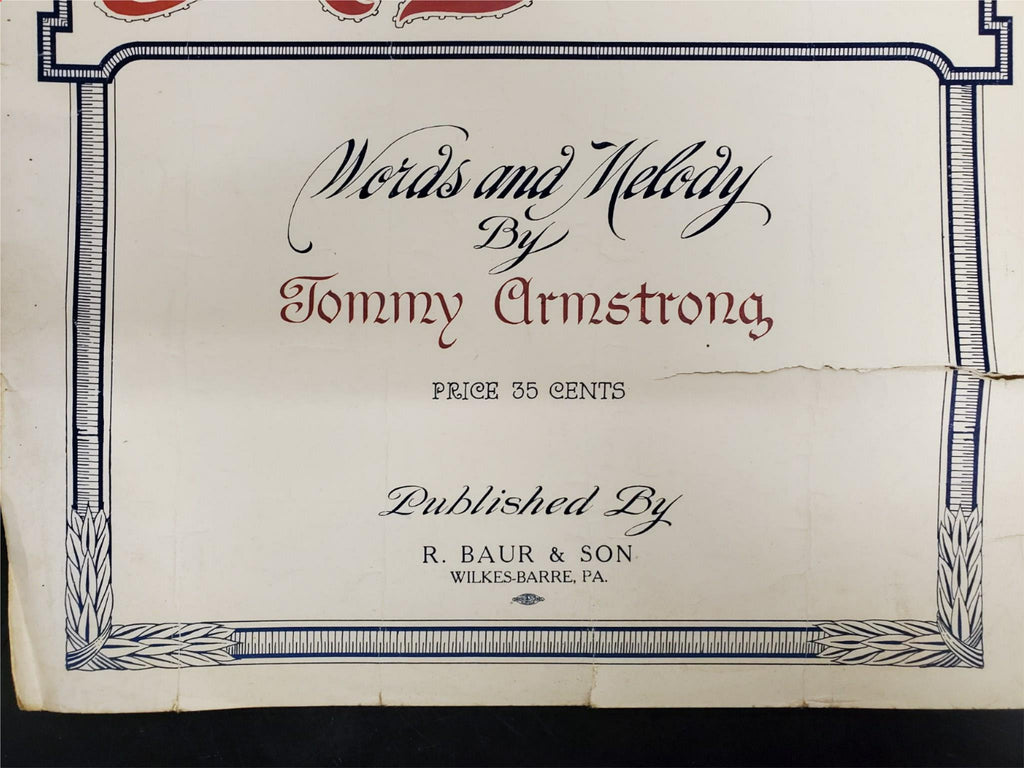 Words and Melody
By
Tommy Armstrong
PRICE 35 CENTS
Published By
R. BAUR & SON
WILKES-BARRE, PA.